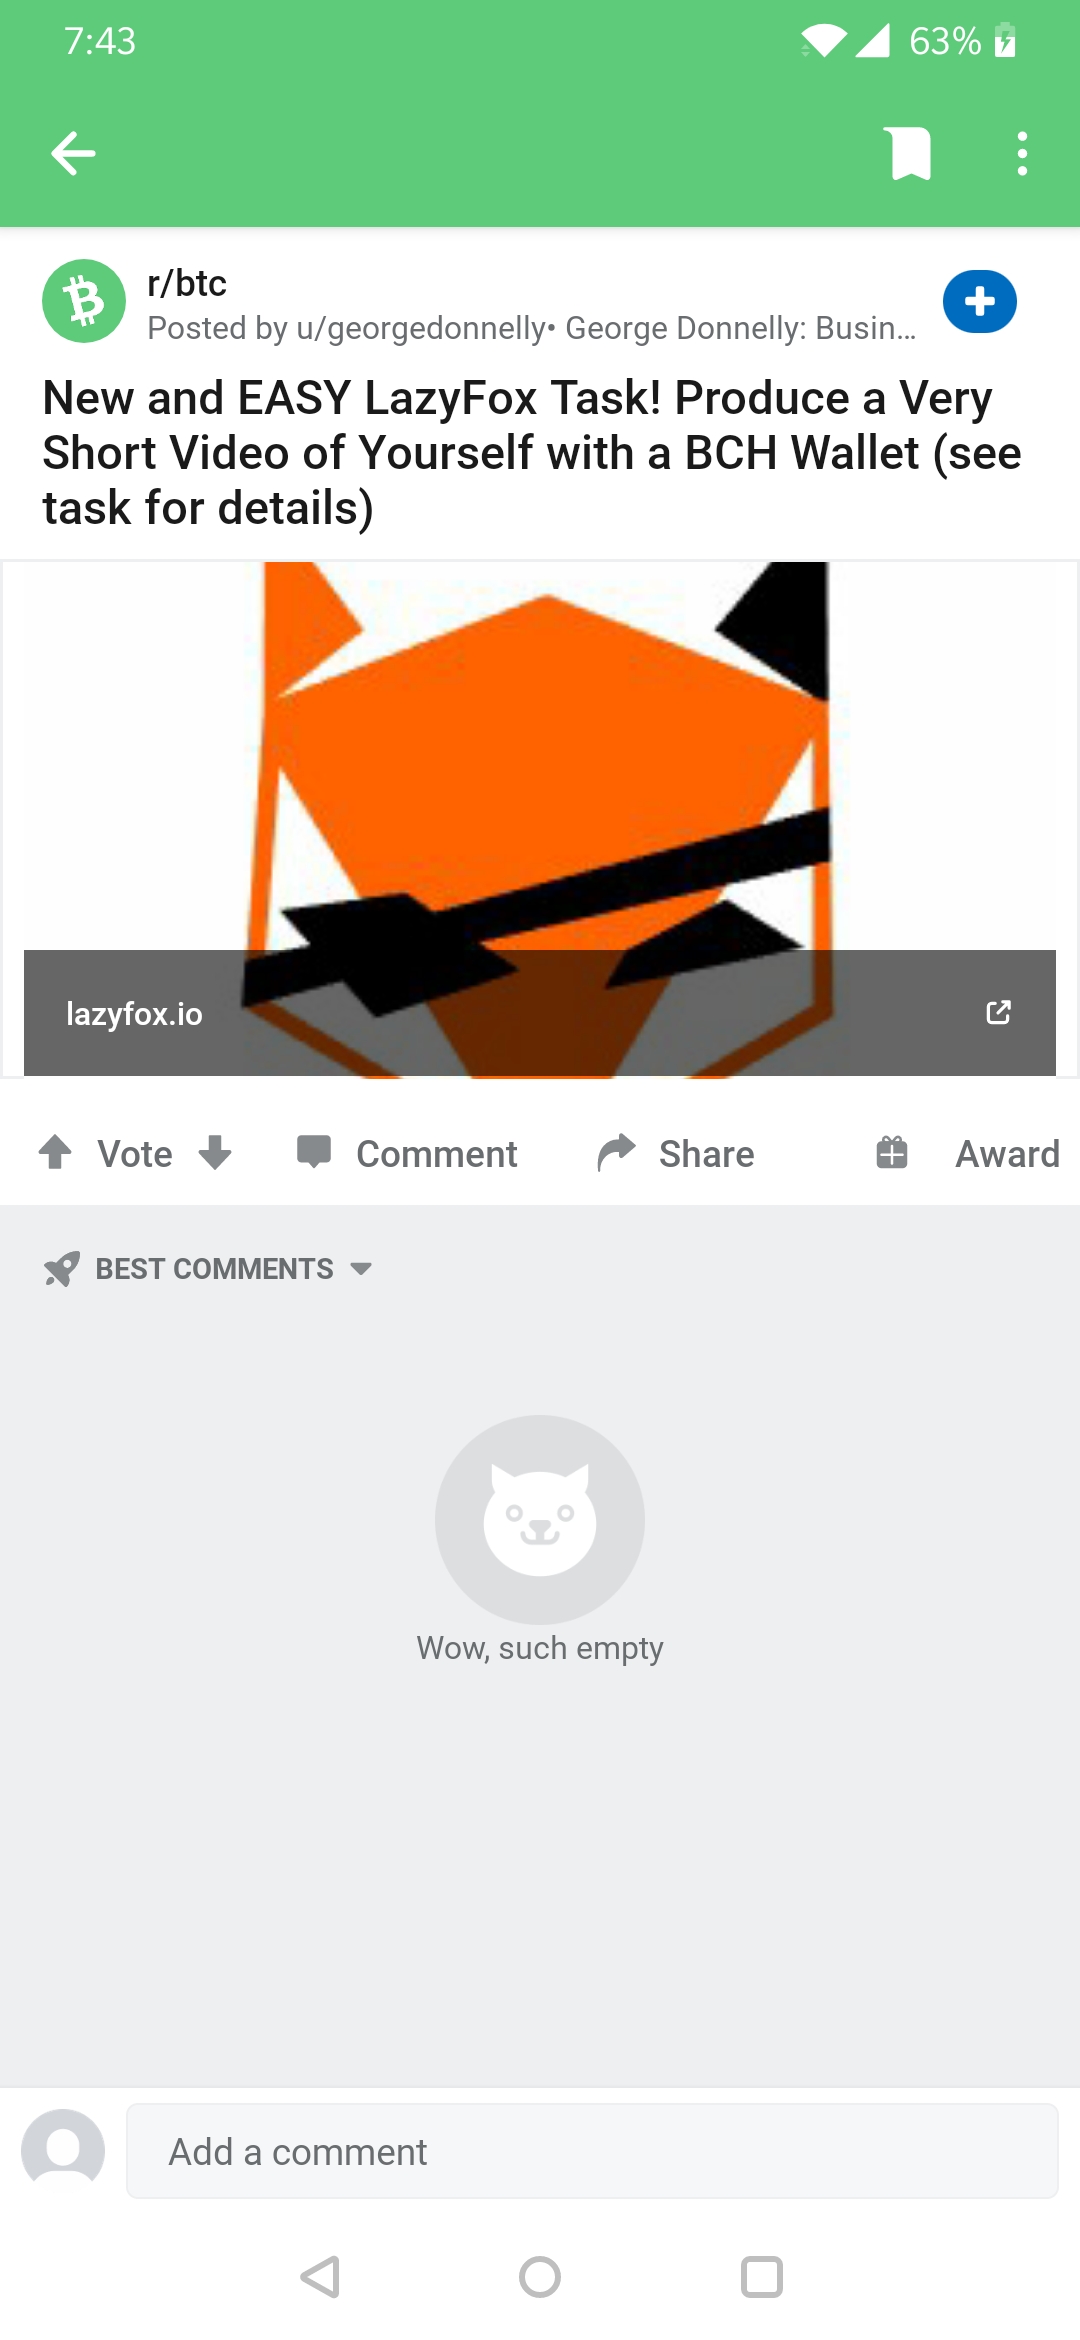 7:43
63%
r/btc
Posted by u/georgedonnelly• George Donnelly: Busin...
New and EASY LazyFox Task! Produce a Very
Short Video of Yourself with a BCH Wallet (see
task for details)
lazyfox.io
Vote
Comment
Share
Award
BEST COMMENTS
Wow, such empty
Add a comment